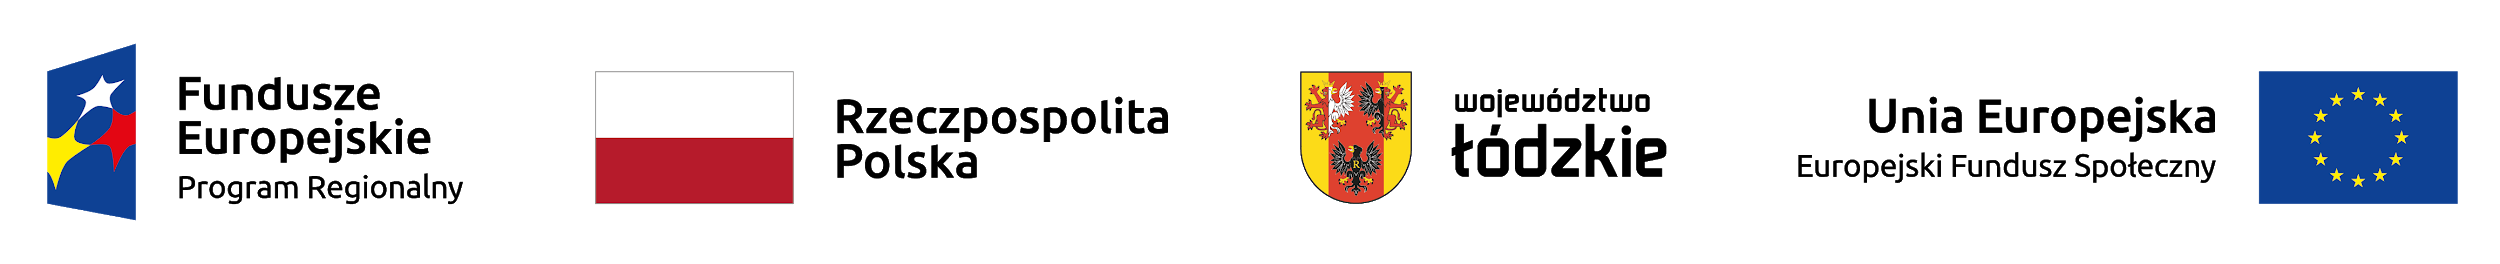 Fundusze
Europejskie
Program Regionalny
Rzeczpospolita
Polska
R
województwo
łódzkie
Unia Europejska
Europejski Fundusz Społeczny